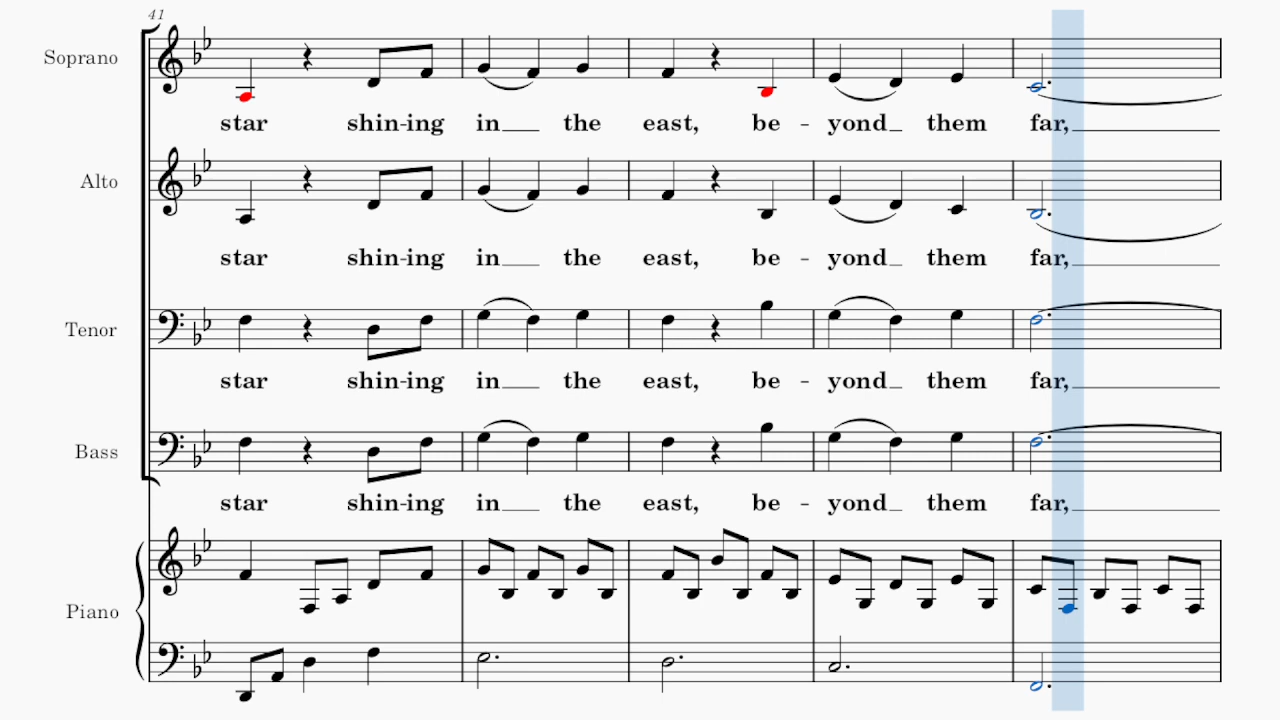 41
Soprano
star shin-ing in the east, be - yond them far,
Alto
star shin-ing in the east, be - yond them far,
Tenor
star shin-ing in the east, be - yond them far,
Bass
star shin-ing in the east, be - yond them far,
Piano